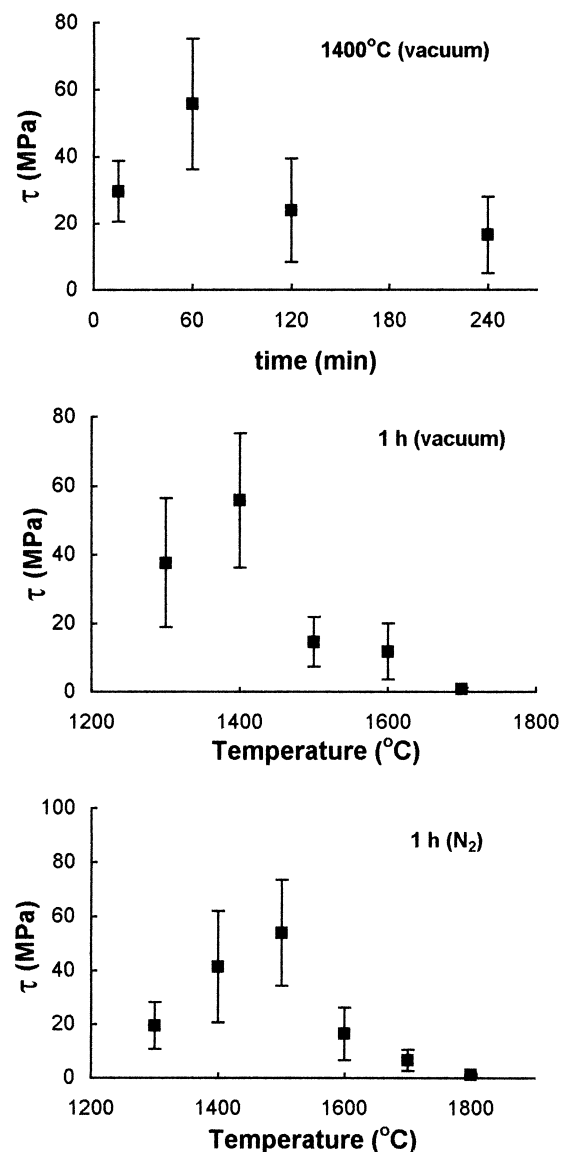 80
1400°C (vacuum)
60
40
20
0
τ (MPa)
0 60 120 180 240
time (min)
80
1 h (vacuum)
60
40
20
0
τ (MPa)
1200 1400 1600 1800
Temperature (°C)
100
1 h (N₂)
80
60
40
20
0
τ (MPa)
1200 1400 1600 1800
Temperature (°C)